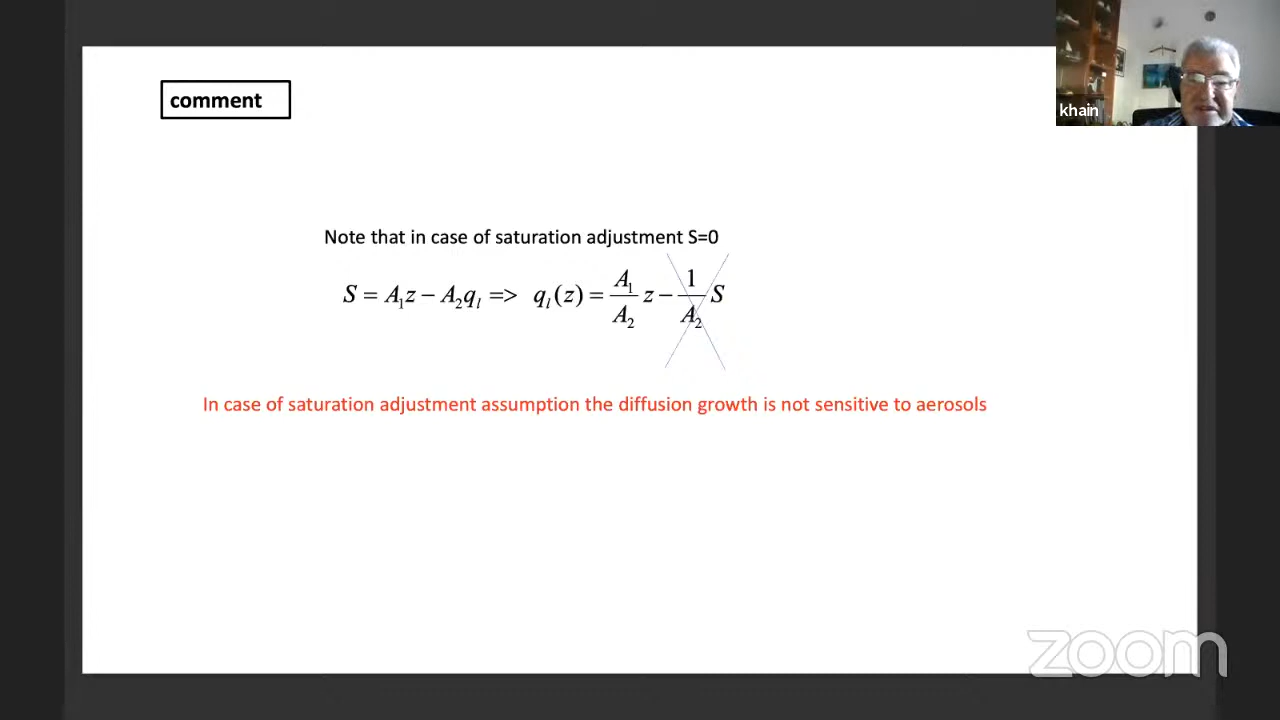 comment
khain
Note that in case of saturation adjustment S=0
S = A₁z − A₂qₗ => qₗ(z) = A₁/A₂ z − 1/A₂ S
In case of saturation adjustment assumption the diffusion growth is not sensitive to aerosols
zoom